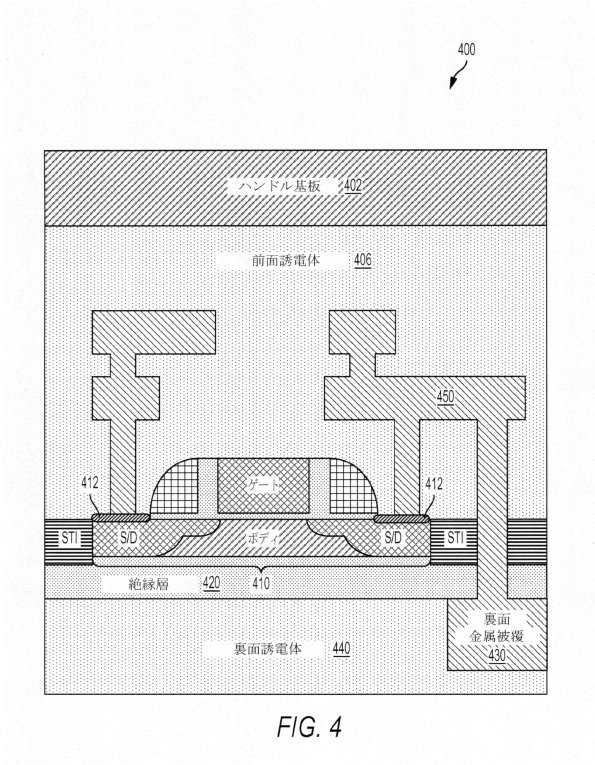 400
ハンドル基板 402
前面誘電体 406
450
412
ゲート
412
STI
S/D
ボディ
S/D
STI
絶縁層 420
410
裏面誘電体 440
裏面
金属被覆
430
FIG. 4